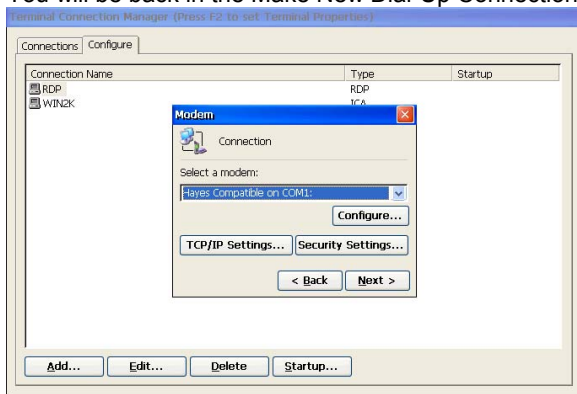 You will be back in the Make New Dial Up Connection
Terminal Connection Manager (Press F2 to set Terminal Properties)
Connections Configure
Connection Name Type Startup
RDP RDP
WIN2K ICA
Modem
Connection
Select a modem:
Hayes Compatible on COM1:
Configure...
TCP/IP Settings... Security Settings...
< Back Next >
Add... Edit... Delete Startup...